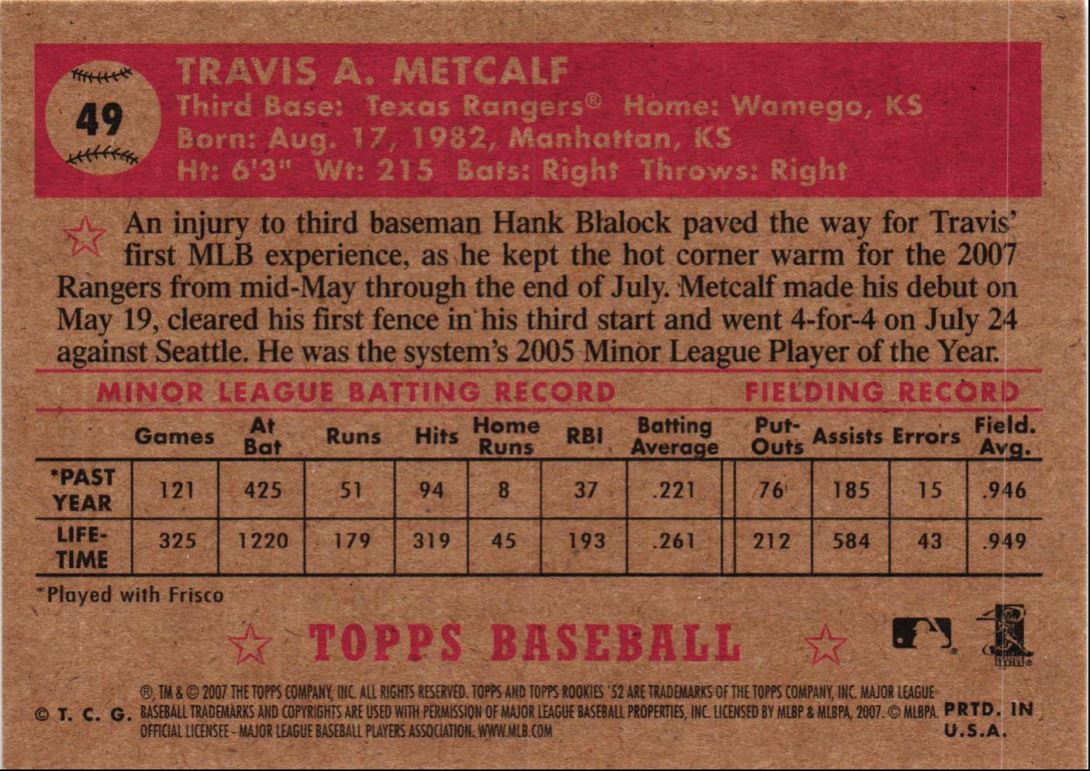 49
TRAVIS A. METCALF
Third Base: Texas Rangers® Home: Wamego, KS
Born: Aug. 17, 1982, Manhattan, KS
Ht: 6'3" Wt: 215 Bats: Right Throws: Right
An injury to third baseman Hank Blalock paved the way for Travis'
first MLB experience, as he kept the hot corner warm for the 2007
Rangers from mid-May through the end of July. Metcalf made his debut on
May 19, cleared his first fence in his third start and went 4-for-4 on July 24
against Seattle. He was the system's 2005 Minor League Player of the Year.
MINOR LEAGUE BATTING RECORD FIELDING RECORD
Games At Bat Runs Hits Home Runs RBI Batting Average Put-Outs Assists Errors Field. Avg.
*PAST YEAR 121 425 51 94 8 37 .221 76 185 15 .946
LIFE-TIME 325 1220 179 319 45 193 .261 212 584 43 .949
*Played with Frisco
TOPPS BASEBALL
®, TM & © 2007 THE TOPPS COMPANY, INC. ALL RIGHTS RESERVED. TOPPS AND TOPPS ROOKIES '52 ARE TRADEMARKS OF THE TOPPS COMPANY, INC. MAJOR LEAGUE
© T. C. G. BASEBALL TRADEMARKS AND COPYRIGHTS ARE USED WITH PERMISSION OF MAJOR LEAGUE BASEBALL PROPERTIES, INC. LICENSED BY MLBP & MLBPA, 2007. © MLBPA. PRTD. IN
OFFICIAL LICENSEE - MAJOR LEAGUE BASEBALL PLAYERS ASSOCIATION. WWW.MLB.COM U.S.A.